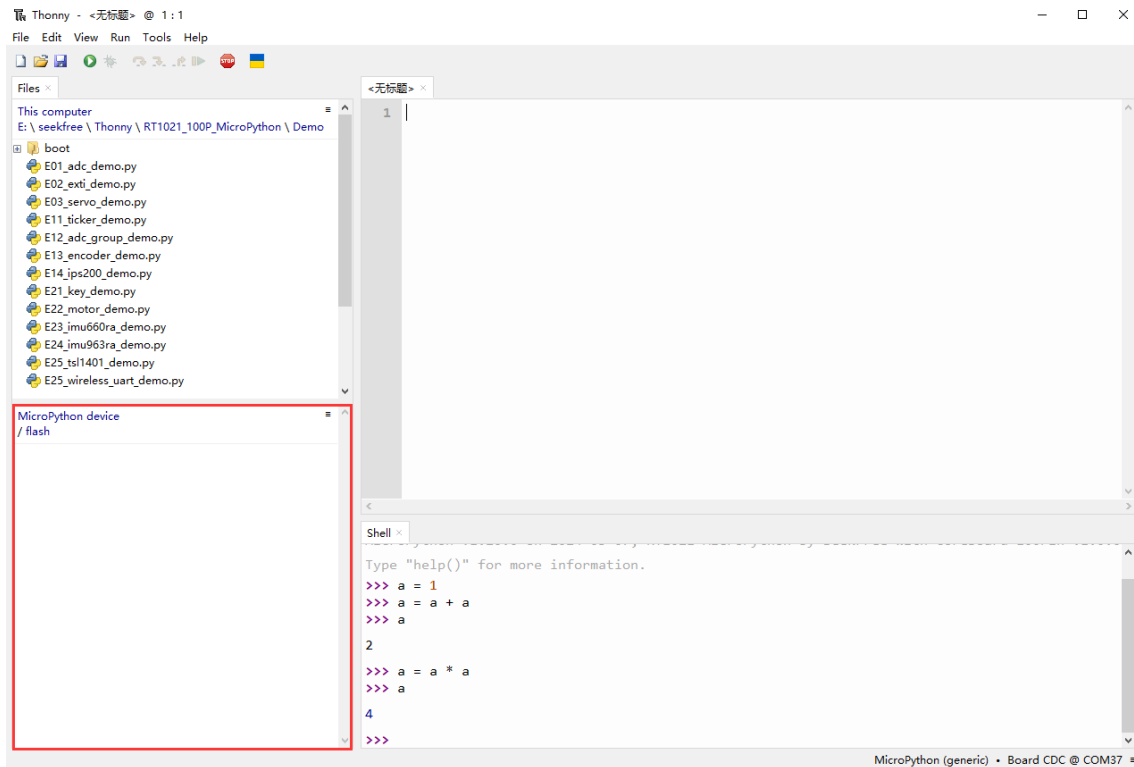 Thonny - <无标题> @ 1 : 1
File Edit View Run Tools Help
STOP
Files ×
This computer
E: \ seekfree \ Thonny \ RT1021_100P_MicroPython \ Demo
boot
E01_adc_demo.py
E02_exti_demo.py
E03_servo_demo.py
E11_ticker_demo.py
E12_adc_group_demo.py
E13_encoder_demo.py
E14_ips200_demo.py
E21_key_demo.py
E22_motor_demo.py
E23_imu660ra_demo.py
E24_imu963ra_demo.py
E25_tsl1401_demo.py
E25_wireless_uart_demo.py
MicroPython device
/ flash
<无标题> ×
1
Shell ×
Type "help()" for more information.
>>> a = 1
>>> a = a + a
>>> a
2
>>> a = a * a
>>> a
4
>>>
MicroPython (generic) • Board CDC @ COM37 ≡